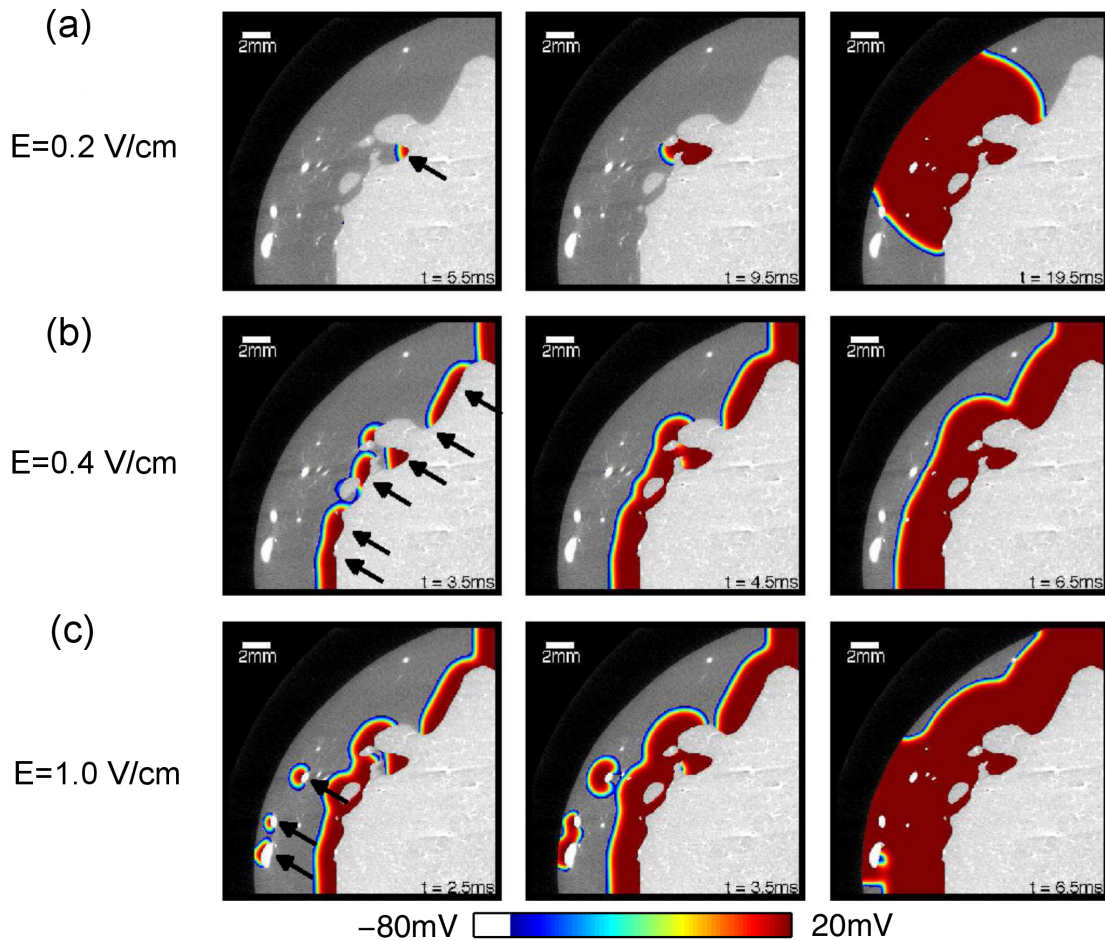 (a)
E=0.2 V/cm
2mm
t = 5.5ms
2mm
t = 9.5ms
2mm
t = 19.5ms
(b)
E=0.4 V/cm
2mm
t = 3.5ms
2mm
t = 4.5ms
2mm
t = 6.5ms
(c)
E=1.0 V/cm
2mm
t = 2.5ms
2mm
t = 3.5ms
2mm
t = 6.5ms
−80mV 20mV